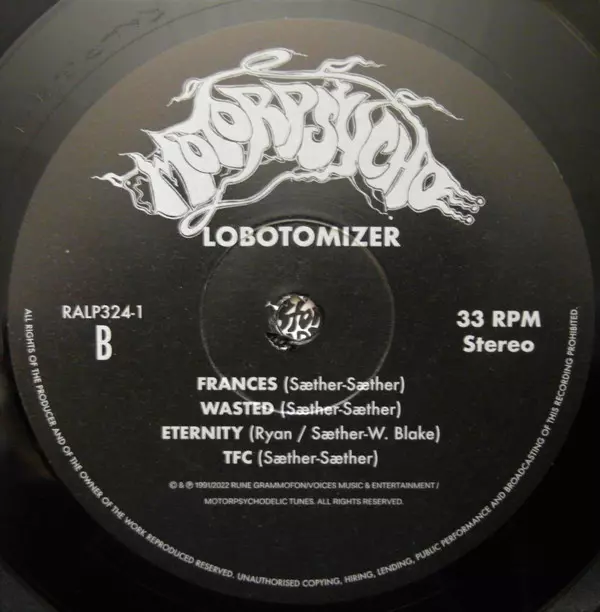 MOTORPSYCHO
LOBOTOMIZER
RALP324-1
B
33 RPM
Stereo
FRANCES (Sæther-Sæther)
WASTED (Sæther-Sæther)
ETERNITY (Ryan / Sæther-W. Blake)
TFC (Sæther-Sæther)
© & ℗ 1991/2022 RUNE GRAMMOFON/VOICES MUSIC & ENTERTAINMENT/
MOTORPSYCHODELIC TUNES. ALL RIGHTS RESERVED.
ALL RIGHTS OF THE PRODUCER AND OF THE OWNER OF THE WORK REPRODUCED RESERVED. UNAUTHORISED COPYING, HIRING, LENDING, PUBLIC PERFORMANCE AND BROADCASTING OF THIS RECORDING PROHIBITED.